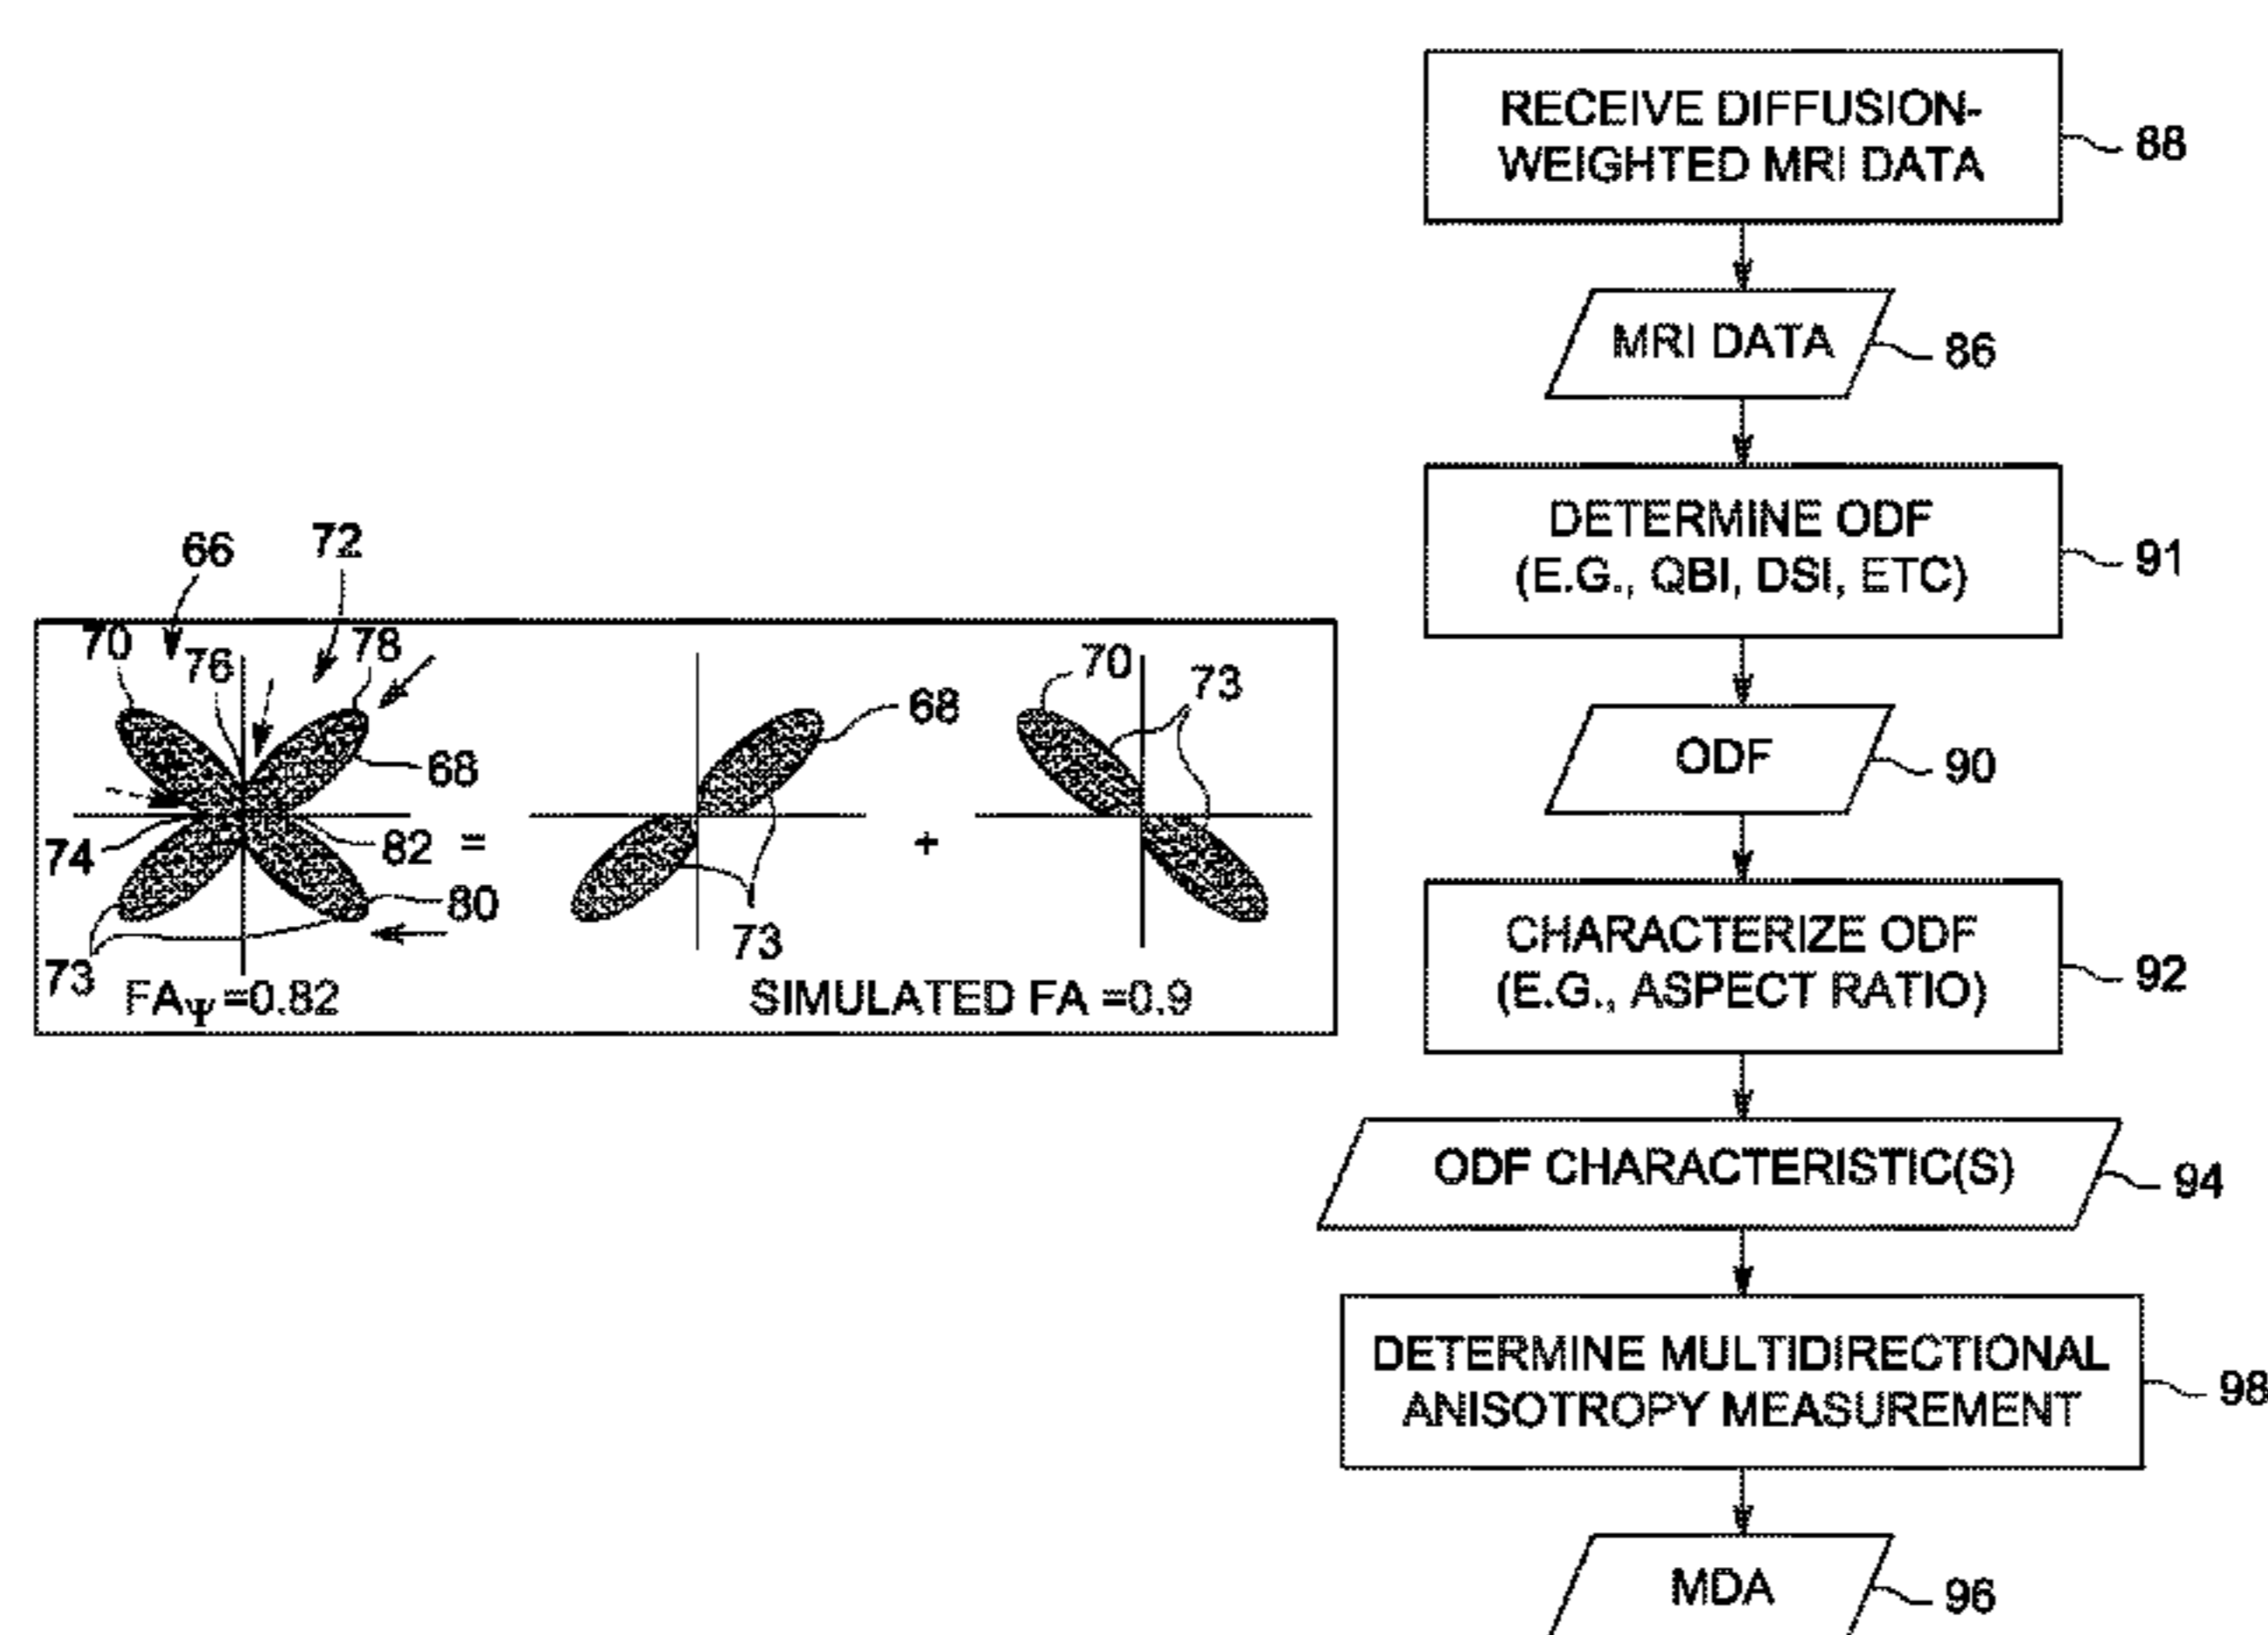 66
72
70
76
78
68
74
82
=
80
73
FAΨ =0.82
68
73
+
70
73
SIMULATED FA =0.9
RECEIVE DIFFUSION-
WEIGHTED MRI DATA
88
MRI DATA
86
DETERMINE ODF
(E.G., QBI, DSI, ETC)
91
ODF
90
CHARACTERIZE ODF
(E.G., ASPECT RATIO)
92
ODF CHARACTERISTIC(S)
94
DETERMINE MULTIDIRECTIONAL
ANISOTROPY MEASUREMENT
98
MDA
96